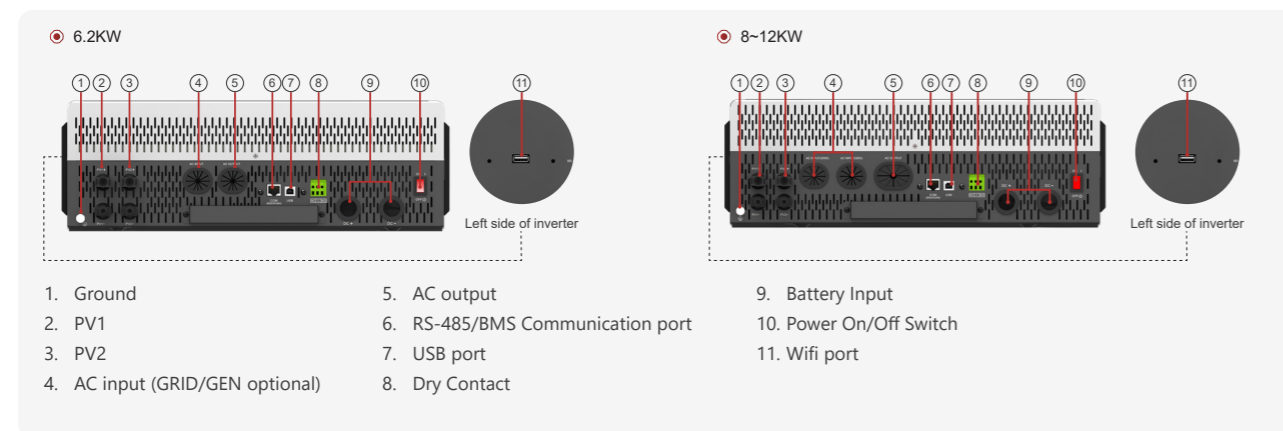 6.2KW
8~12KW
1 2 3 4 5 6 7 8 9 10 11
1 2 3 4 5 6 7 8 9 10 11
Left side of inverter
Left side of inverter
1. Ground
2. PV1
3. PV2
4. AC input (GRID/GEN optional)
5. AC output
6. RS-485/BMS Communication port
7. USB port
8. Dry Contact
9. Battery Input
10. Power On/Off Switch
11. Wifi port